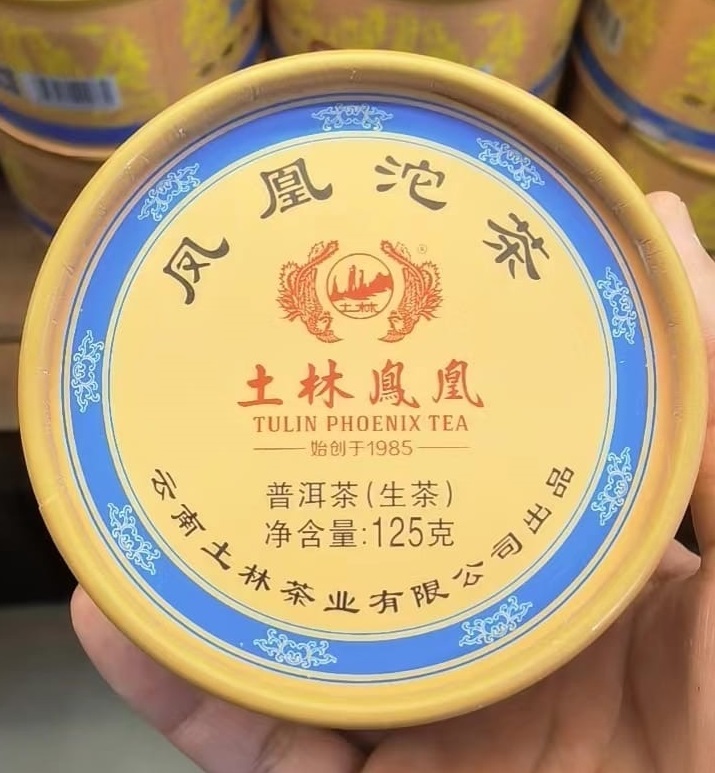 凤凰沱茶
®
土林
土林鳳凰
TULIN PHOENIX TEA
始创于1985
普洱茶(生茶)
净含量:125克
云南土林茶业有限公司出品